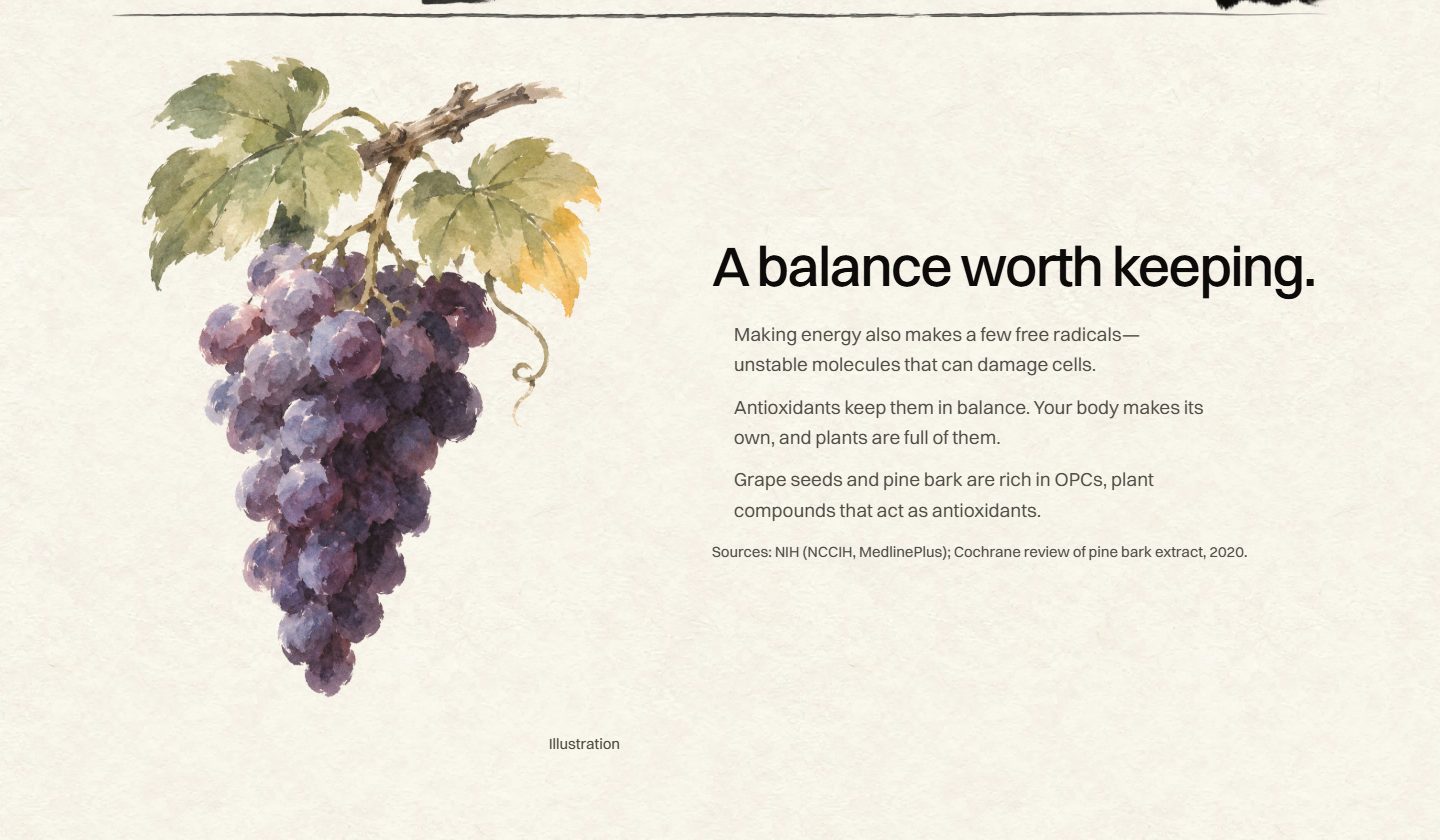 A balance worth keeping.
Making energy also makes a few free radicals—
unstable molecules that can damage cells.
Antioxidants keep them in balance. Your body makes its
own, and plants are full of them.
Grape seeds and pine bark are rich in OPCs, plant
compounds that act as antioxidants.
Sources: NIH (NCCIH, MedlinePlus); Cochrane review of pine bark extract, 2020.
Illustration